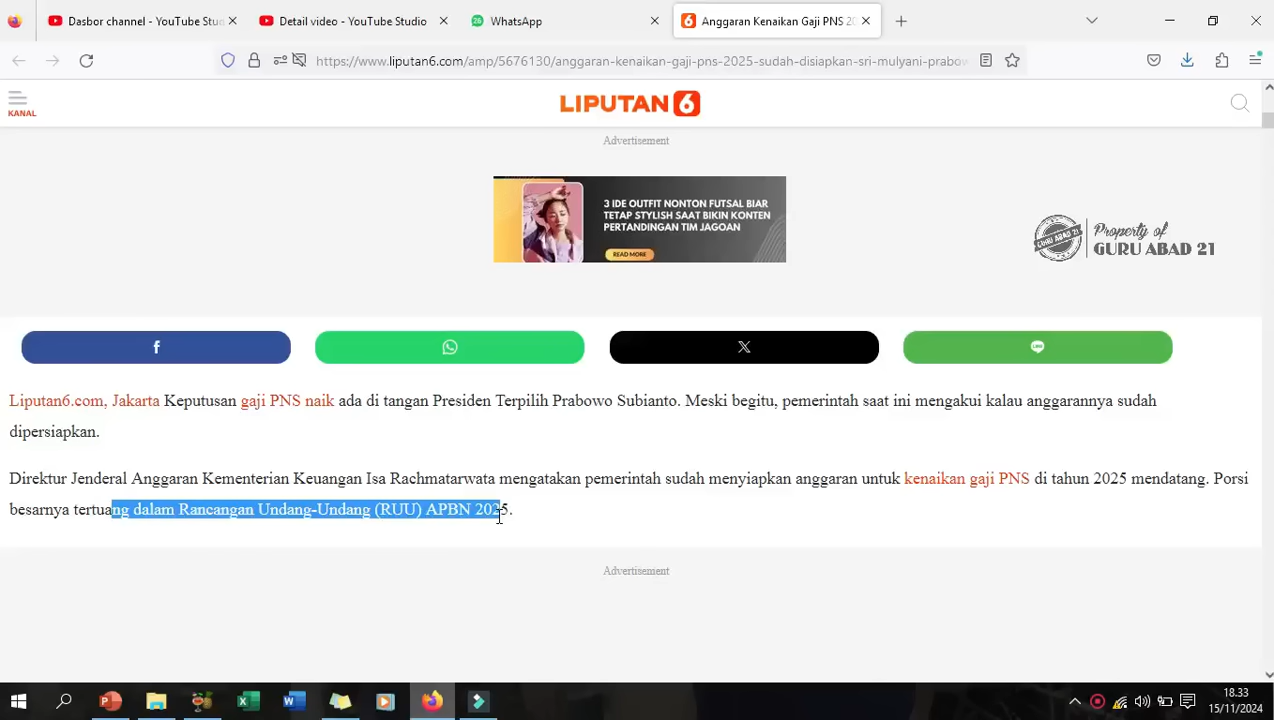 Dasbor channel - YouTube Stu
Detail video - YouTube Studio
WhatsApp
Anggaran Kenaikan Gaji PNS 20
https://www.liputan6.com/amp/5676130/anggaran-kenaikan-gaji-pns-2025-sudah-disiapkan-sri-mulyani-prabow
KANAL
LIPUTAN 6
Advertisement
3 IDE OUTFIT NONTON FUTSAL BIAR
TETAP STYLISH SAAT BIKIN KONTEN
PERTANDINGAN TIM JAGOAN
READ MORE
GURU ABAD 21
Property of
GURU ABAD 21
Liputan6.com, Jakarta Keputusan gaji PNS naik ada di tangan Presiden Terpilih Prabowo Subianto. Meski begitu, pemerintah saat ini mengakui kalau anggarannya sudah
dipersiapkan.
Direktur Jenderal Anggaran Kementerian Keuangan Isa Rachmatarwata mengatakan pemerintah sudah menyiapkan anggaran untuk kenaikan gaji PNS di tahun 2025 mendatang. Porsi
besarnya tertuang dalam Rancangan Undang-Undang (RUU) APBN 2025.
Advertisement
18.33
15/11/2024